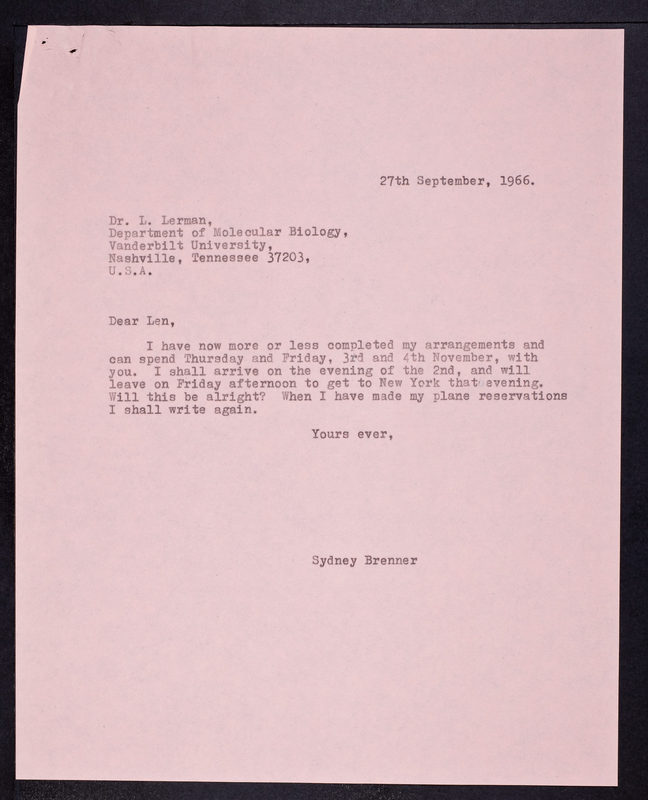 27th September, 1966.
Dr. L. Lerman,
Department of Molecular Biology,
Vanderbilt University,
Nashville, Tennessee 37203,
U.S.A.
Dear Len,
I have now more or less completed my arrangements and
can spend Thursday and Friday, 3rd and 4th November, with
you. I shall arrive on the evening of the 2nd, and will
leave on Friday afternoon to get to New York that evening.
Will this be alright? When I have made my plane reservations
I shall write again.
Yours ever,
Sydney Brenner